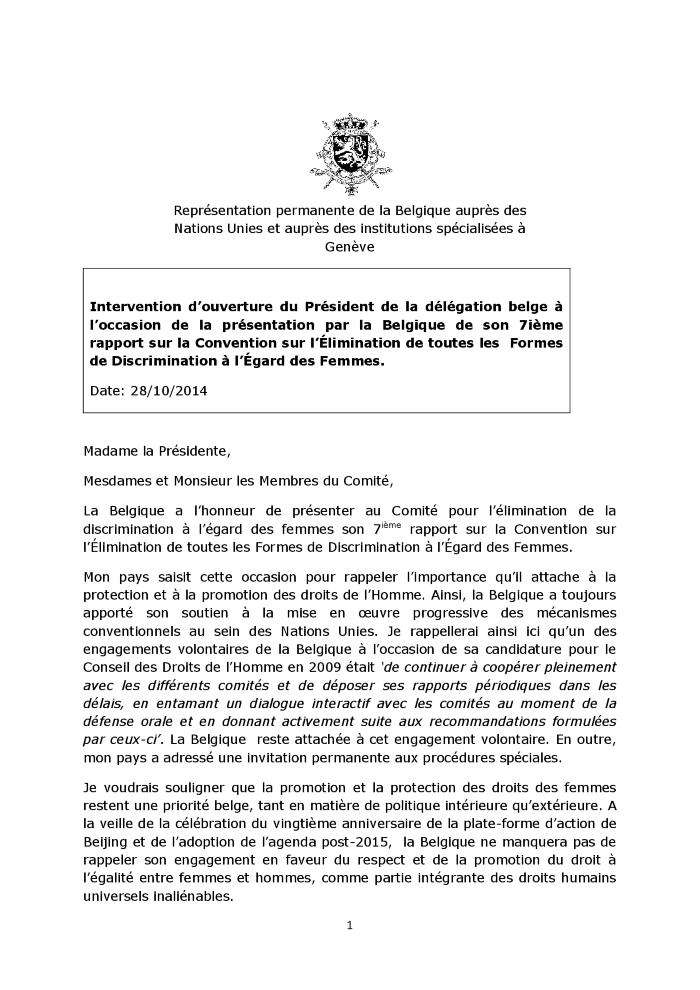 Représentation permanente de la Belgique auprès des
Nations Unies et auprès des institutions spécialisées à
Genève
Intervention d’ouverture du Président de la délégation belge à
l’occasion de la présentation par la Belgique de son 7ième
rapport sur la Convention sur l’Élimination de toutes les Formes
de Discrimination à l’Égard des Femmes.
Date: 28/10/2014
Madame la Présidente,
Mesdames et Monsieur les Membres du Comité,
La Belgique a l’honneur de présenter au Comité pour l’élimination de la
discrimination à l’égard des femmes son 7ième rapport sur la Convention sur
l’Élimination de toutes les Formes de Discrimination à l’Égard des Femmes.
Mon pays saisit cette occasion pour rappeler l’importance qu’il attache à la
protection et à la promotion des droits de l’Homme. Ainsi, la Belgique a toujours
apporté son soutien à la mise en œuvre progressive des mécanismes
conventionnels au sein des Nations Unies. Je rappellerai ainsi ici qu’un des
engagements volontaires de la Belgique à l’occasion de sa candidature pour le
Conseil des Droits de l’Homme en 2009 était ‘de continuer à coopérer pleinement
avec les différents comités et de déposer ses rapports périodiques dans les
délais, en entamant un dialogue interactif avec les comités au moment de la
défense orale et en donnant activement suite aux recommandations formulées
par ceux-ci’. La Belgique reste attachée à cet engagement volontaire. En outre,
mon pays a adressé une invitation permanente aux procédures spéciales.
Je voudrais souligner que la promotion et la protection des droits des femmes
restent une priorité belge, tant en matière de politique intérieure qu’extérieure. A
la veille de la célébration du vingtième anniversaire de la plate-forme d’action de
Beijing et de l’adoption de l’agenda post-2015, la Belgique ne manquera pas de
rappeler son engagement en faveur du respect et de la promotion du droit à
l’égalité entre femmes et hommes, comme partie intégrante des droits humains
universels inaliénables.
1